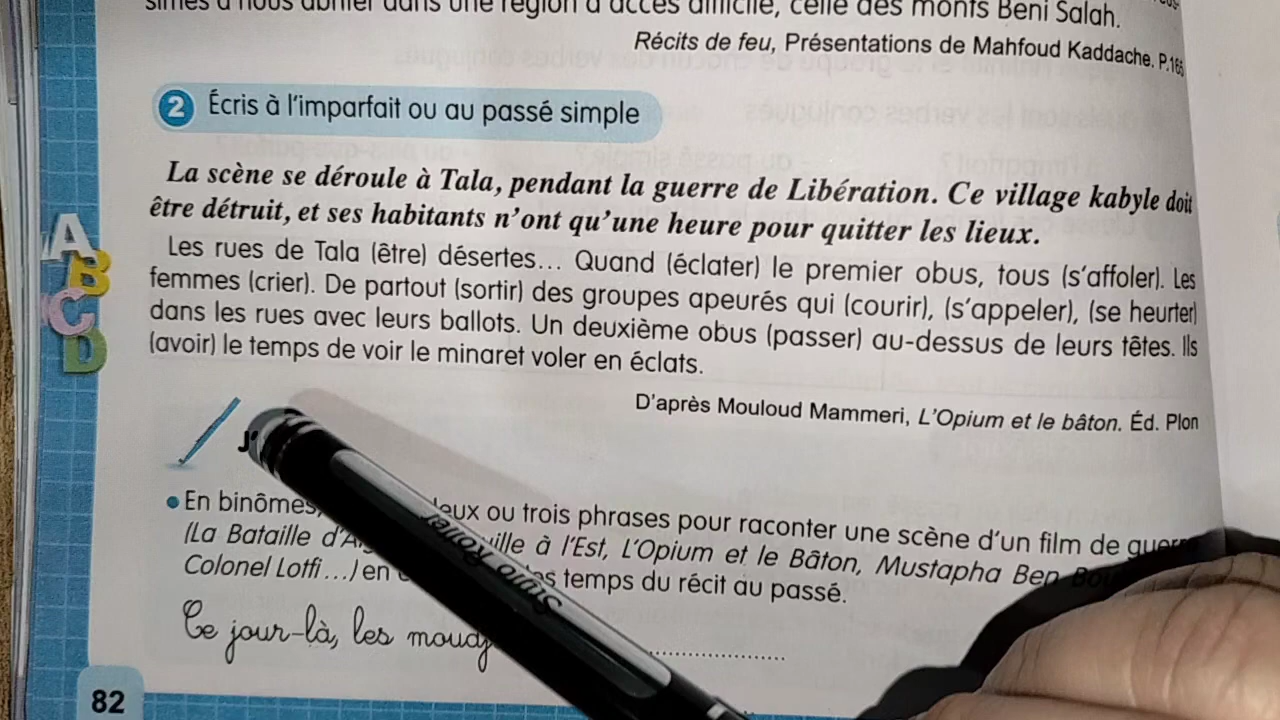 dans une région d'accès difficile, celle des monts Beni Salah.
Récits de feu, Présentations de Mahfoud Kaddache. P.166
2 Écris à l'imparfait ou au passé simple
La scène se déroule à Tala, pendant la guerre de Libération. Ce village kabyle doit
être détruit, et ses habitants n'ont qu'une heure pour quitter les lieux.
Les rues de Tala (être) désertes... Quand (éclater) le premier obus, tous (s'affoler). Les
femmes (crier). De partout (sortir) des groupes apeurés qui (courir), (s'appeler), (se heurter)
dans les rues avec leurs ballots. Un deuxième obus (passer) au-dessus de leurs têtes. Ils
(avoir) le temps de voir le minaret voler en éclats.
D'après Mouloud Mammeri, L'Opium et le bâton. Éd. Plon
A
B
C
D
En binômes, ou trois phrases pour raconter une scène d'un film de
(La Bataille à l'Est, L'Opium et le Bâton, Mustapha Ben
Colonel Lotfi ...) en temps du récit au passé.
Ce jour-là, les
82